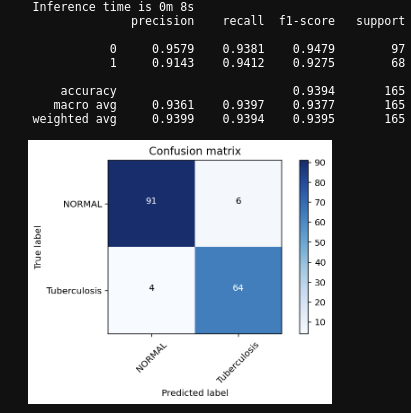 Inference time is 0m 8s
precision recall f1-score support
0 0.9579 0.9381 0.9479 97
1 0.9143 0.9412 0.9275 68
accuracy 0.9394 165
macro avg 0.9361 0.9397 0.9377 165
weighted avg 0.9399 0.9394 0.9395 165
Confusion matrix
True label
NORMAL 91 6
Tuberculosis 4 64
NORMAL Tuberculosis
Predicted label
90
80
70
60
50
40
30
20
10